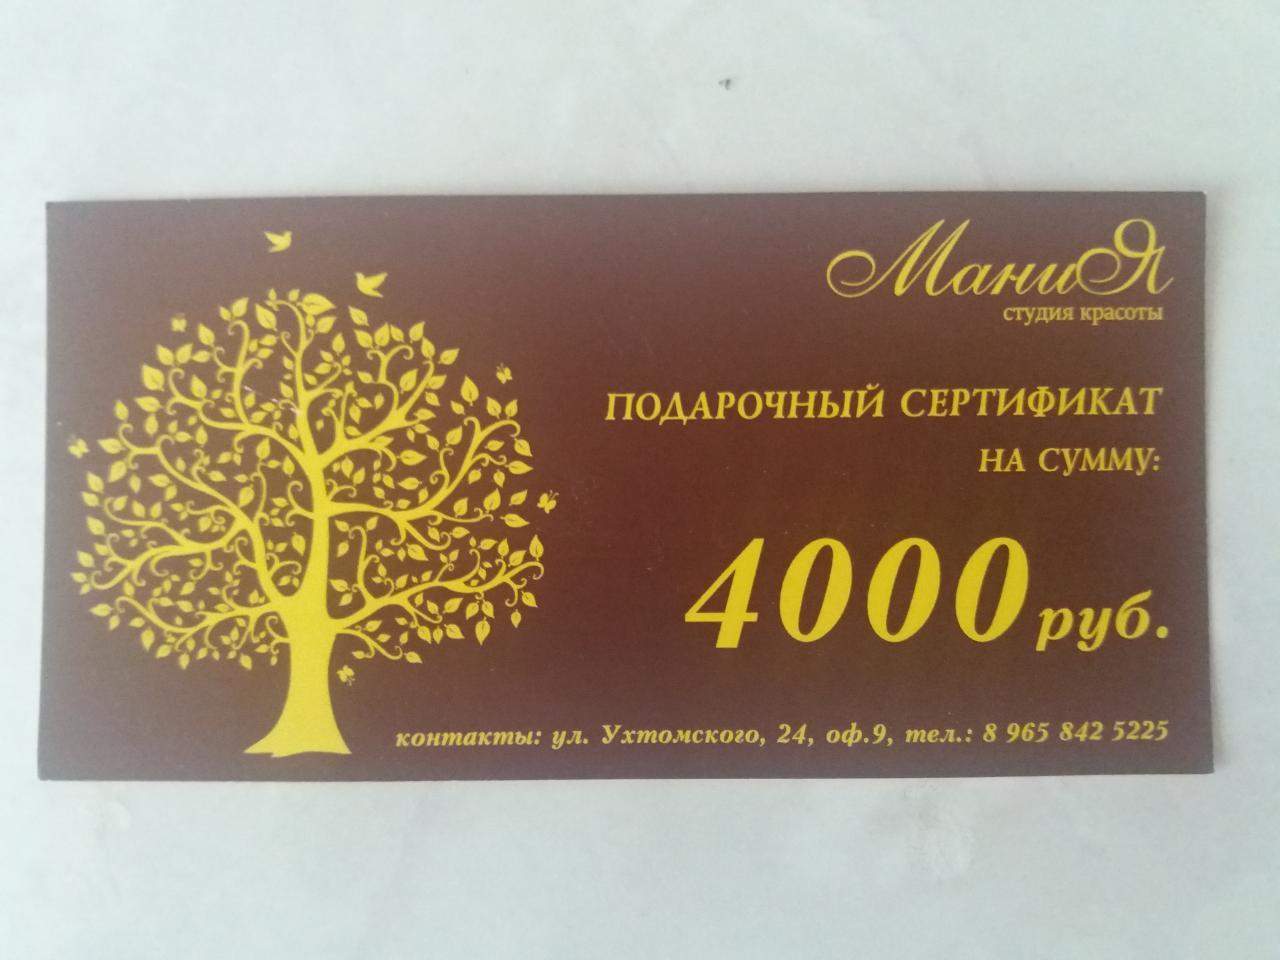 МаниЯ
студия красоты
ПОДАРОЧНЫЙ СЕРТИФИКАТ
НА СУММУ:
4000 руб.
контакты: ул. Ухтомского, 24, оф.9, тел.: 8 965 842 5225